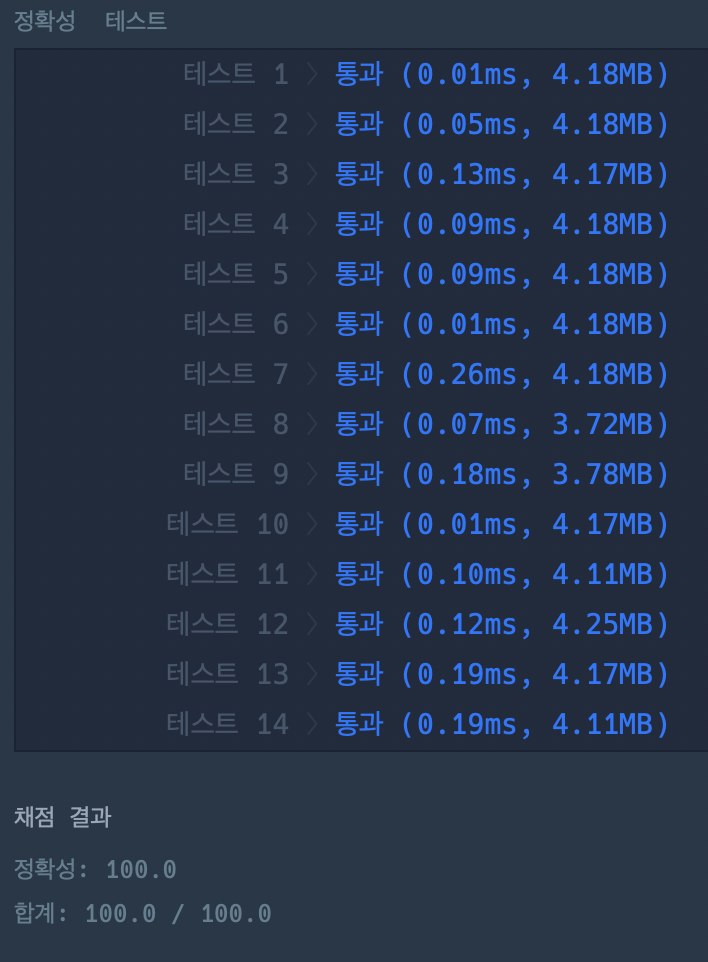 정확성 테스트
테스트 1 〉 통과 (0.01ms, 4.18MB)
테스트 2 〉 통과 (0.05ms, 4.18MB)
테스트 3 〉 통과 (0.13ms, 4.17MB)
테스트 4 〉 통과 (0.09ms, 4.18MB)
테스트 5 〉 통과 (0.09ms, 4.18MB)
테스트 6 〉 통과 (0.01ms, 4.18MB)
테스트 7 〉 통과 (0.26ms, 4.18MB)
테스트 8 〉 통과 (0.07ms, 3.72MB)
테스트 9 〉 통과 (0.18ms, 3.78MB)
테스트 10 〉 통과 (0.01ms, 4.17MB)
테스트 11 〉 통과 (0.10ms, 4.11MB)
테스트 12 〉 통과 (0.12ms, 4.25MB)
테스트 13 〉 통과 (0.19ms, 4.17MB)
테스트 14 〉 통과 (0.19ms, 4.11MB)
채점 결과
정확성: 100.0
합계: 100.0 / 100.0